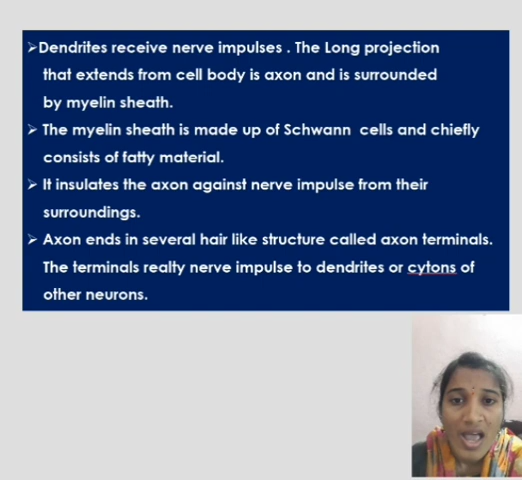 ➢Dendrites receive nerve impulses . The Long projection
that extends from cell body is axon and is surrounded
by myelin sheath.
➢ The myelin sheath is made up of Schwann cells and chiefly
consists of fatty material.
➢ It insulates the axon against nerve impulse from their
surroundings.
➢ Axon ends in several hair like structure called axon terminals.
The terminals realty nerve impulse to dendrites or cytons of
other neurons.